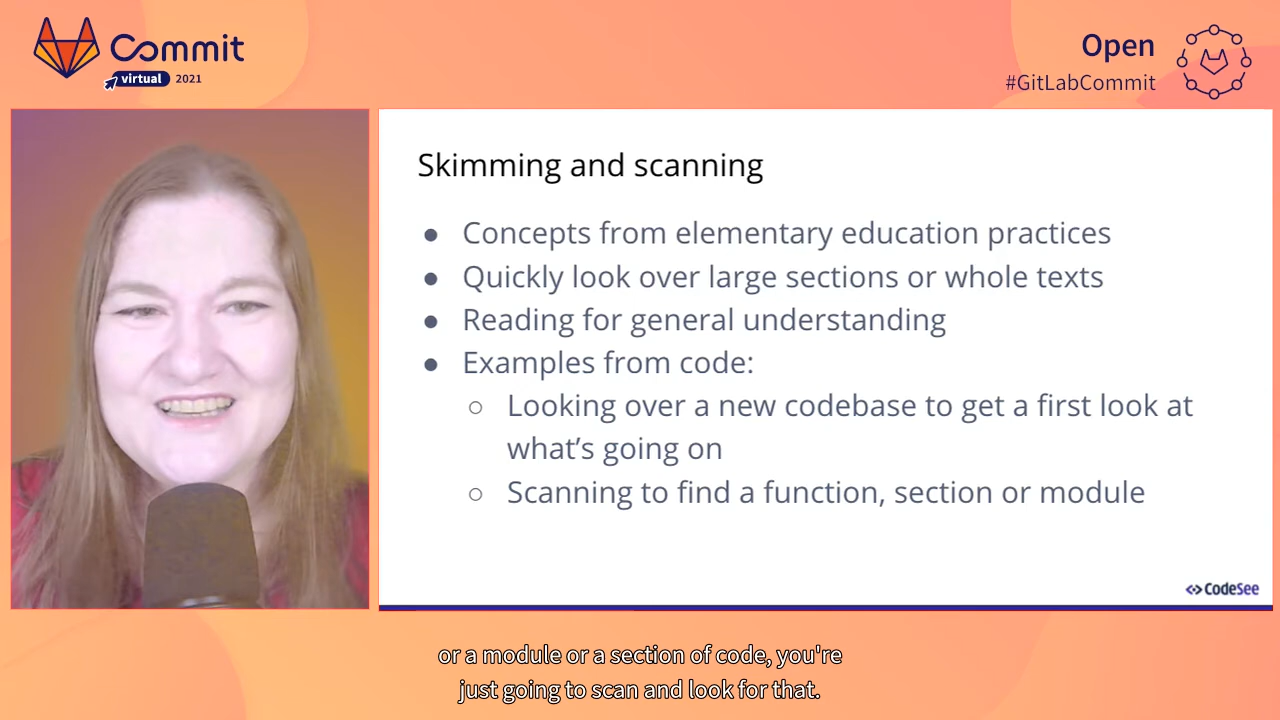 Commit
virtual 2021
Open
#GitLabCommit
Skimming and scanning
● Concepts from elementary education practices
● Quickly look over large sections or whole texts
● Reading for general understanding
● Examples from code:
○ Looking over a new codebase to get a first look at
what’s going on
○ Scanning to find a function, section or module
CodeSee
or a module or a section of code, you're
just going to scan and look for that.